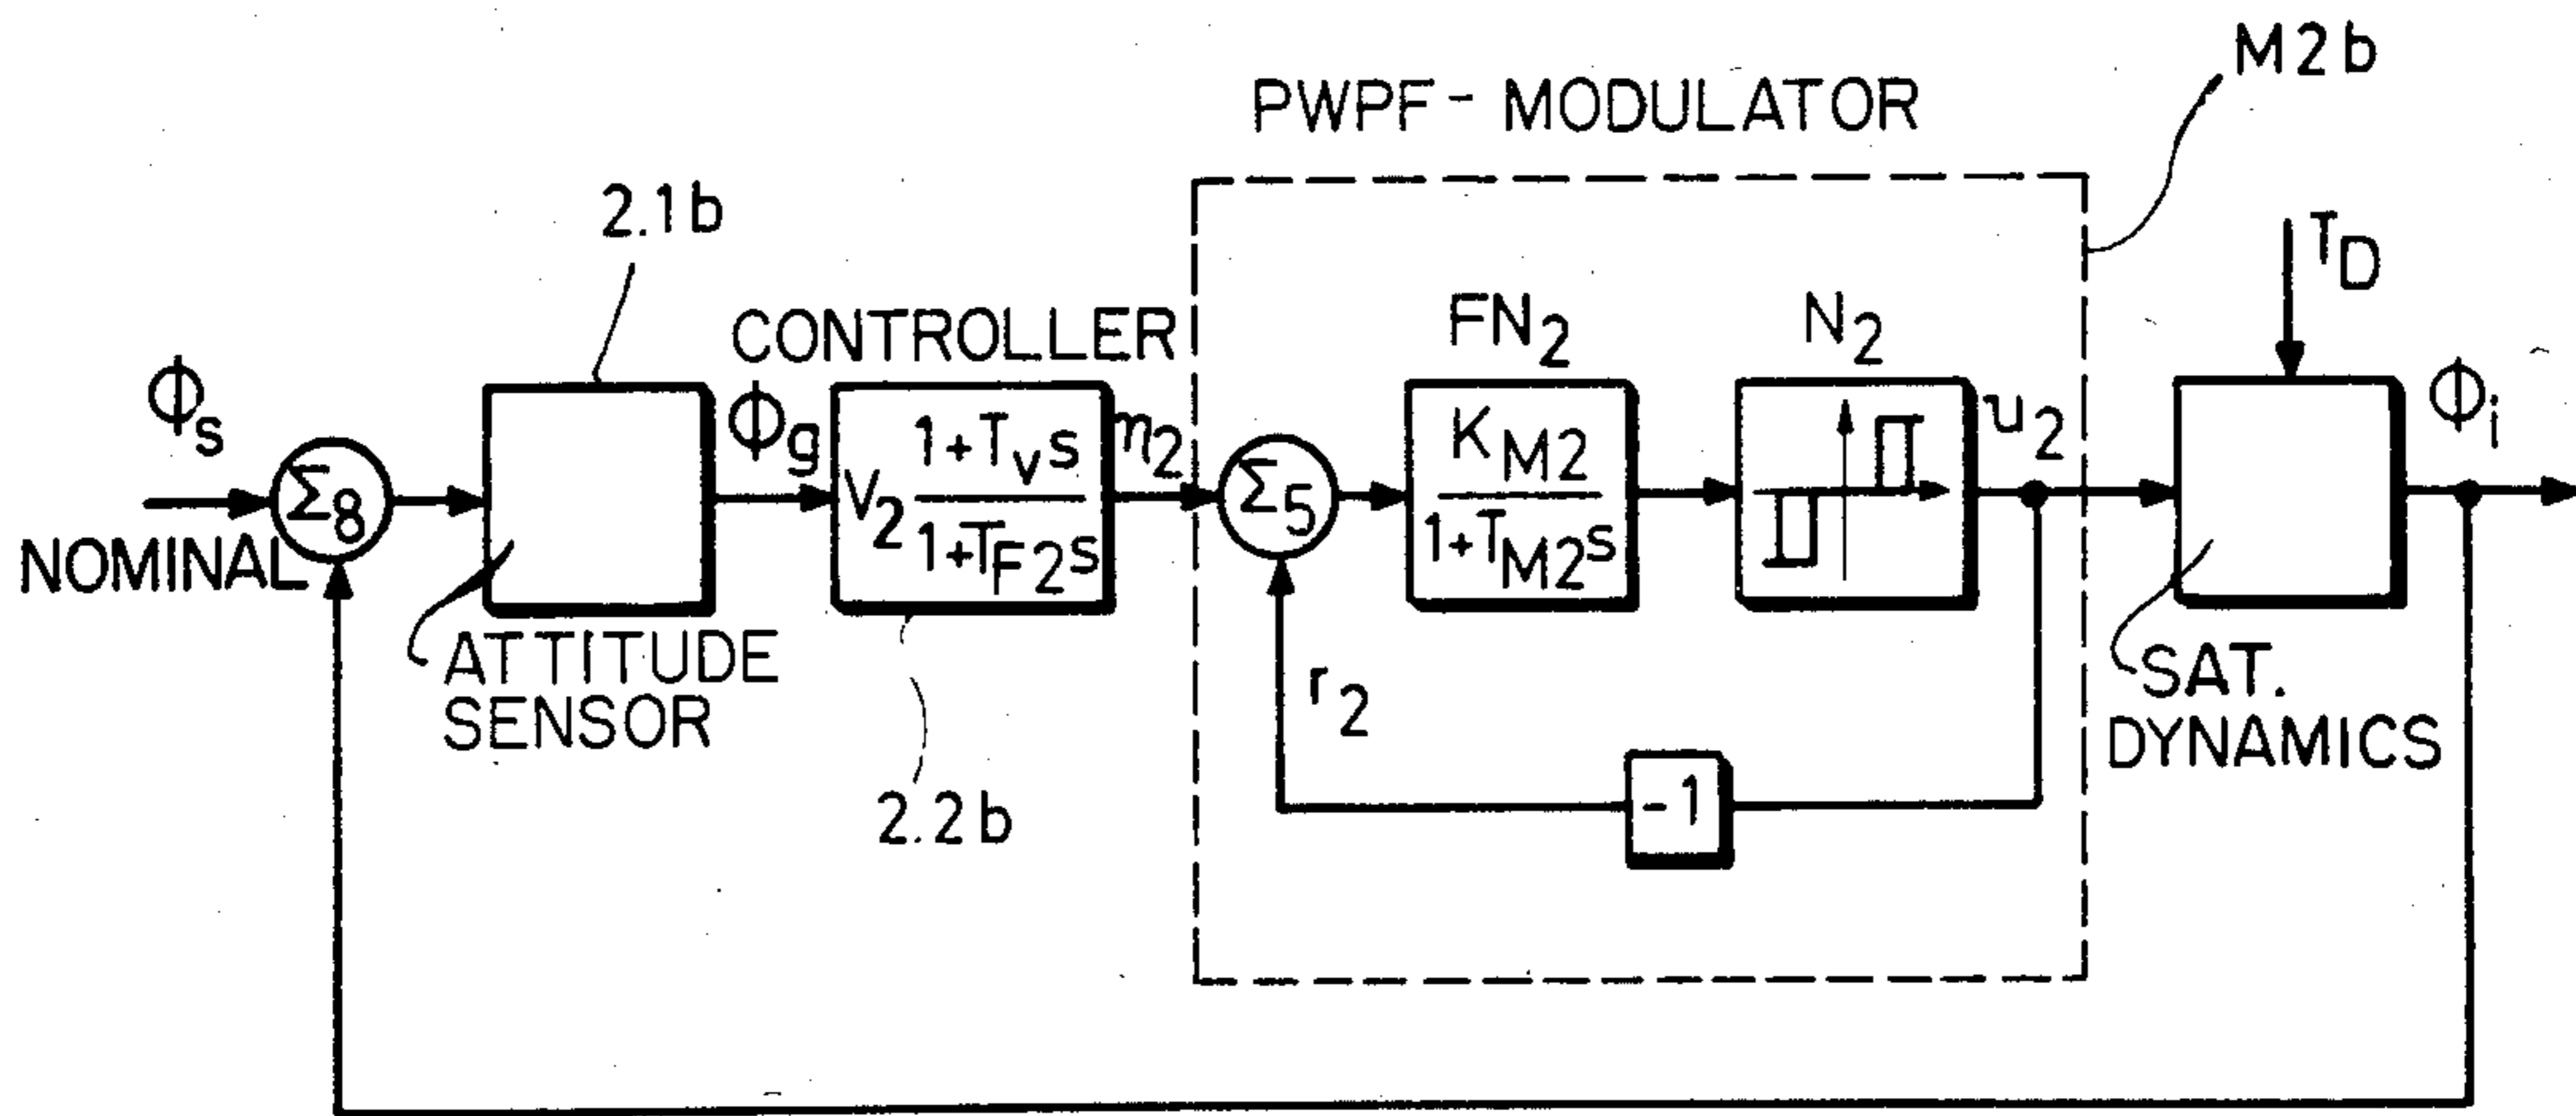 M2b
PWPF - MODULATOR
2.1b
T_D
CONTROLLER
FN_2
N_2
Φ_s
Φ_g
η_2
u_2
Φ_i
Σ_8
V_2 (1+T_v s)/(1+T_F2 s)
Σ_5
K_M2/(1+T_M2 s)
NOMINAL
ATTITUDE
SENSOR
r_2
SAT.
DYNAMICS
2.2b
-1